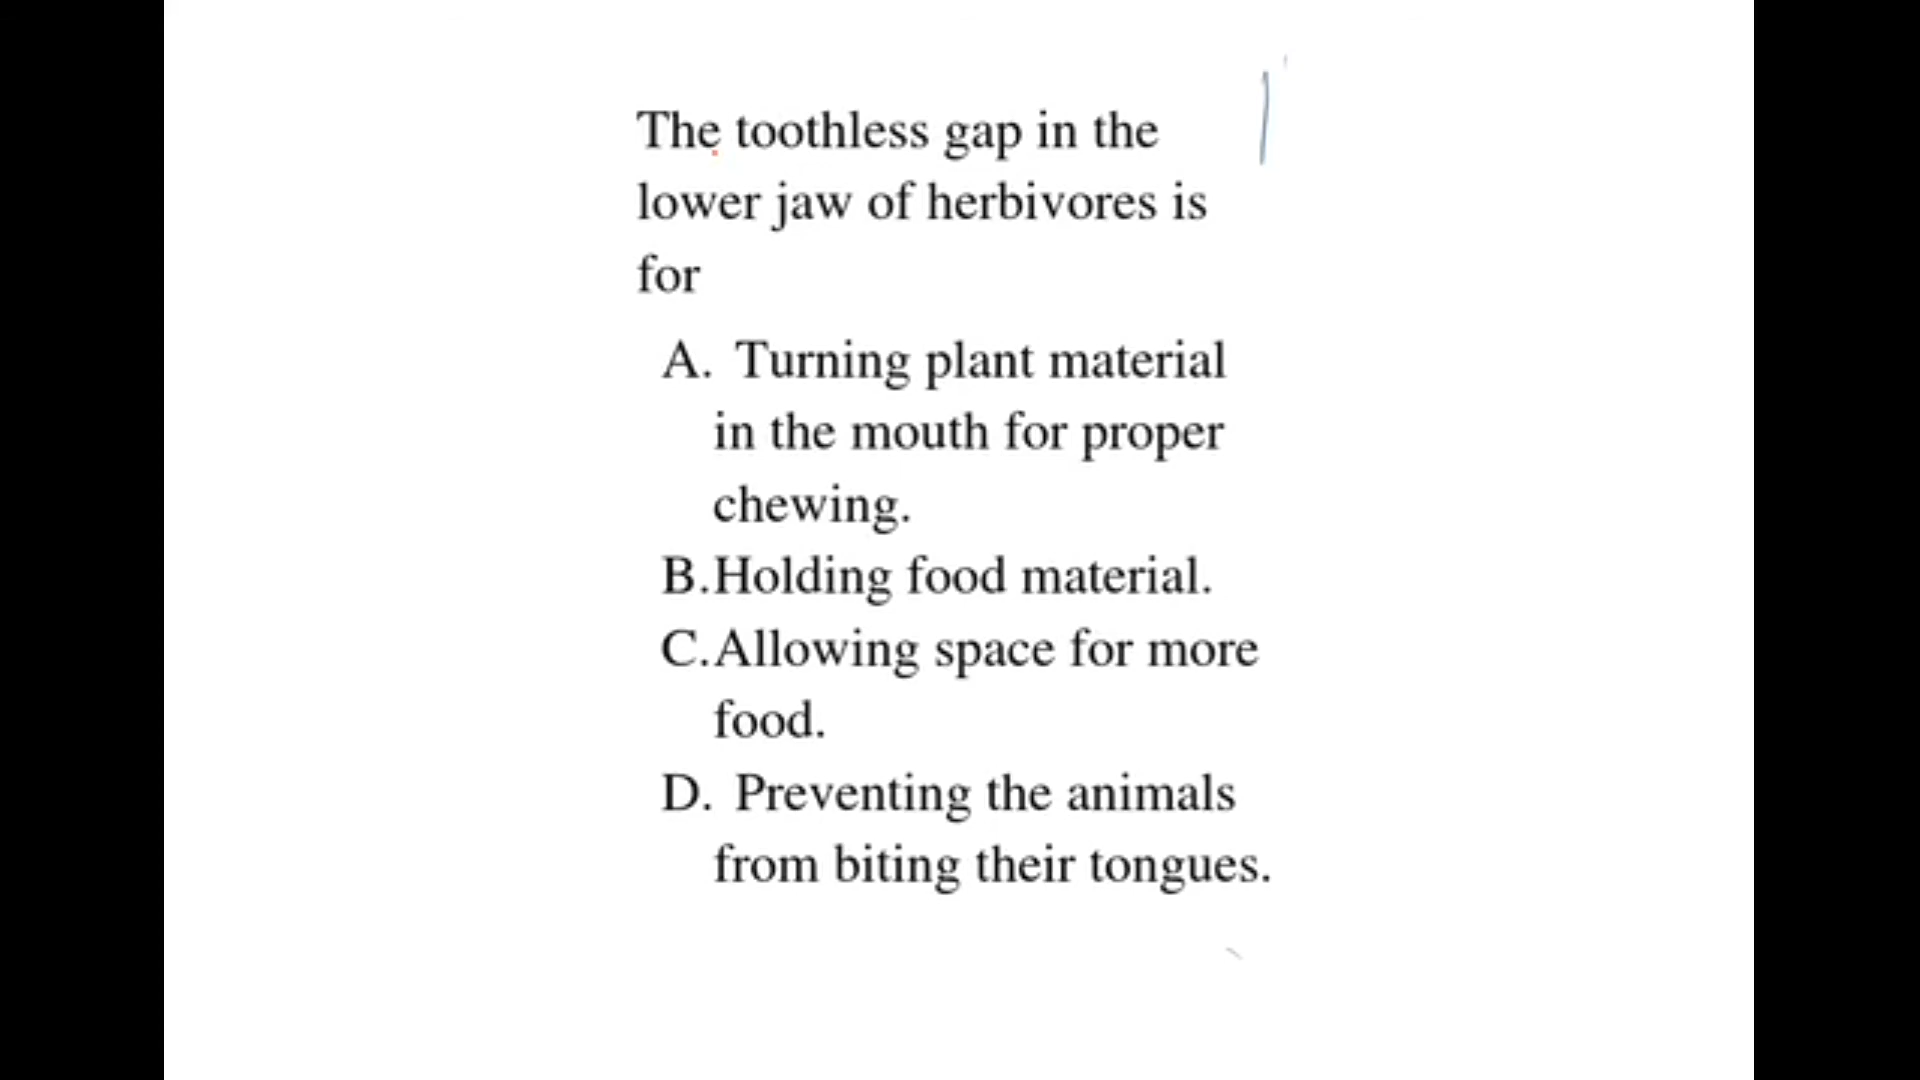 The toothless gap in the
lower jaw of herbivores is
for
A. Turning plant material
in the mouth for proper
chewing.
B.Holding food material.
C.Allowing space for more
food.
D. Preventing the animals
from biting their tongues.